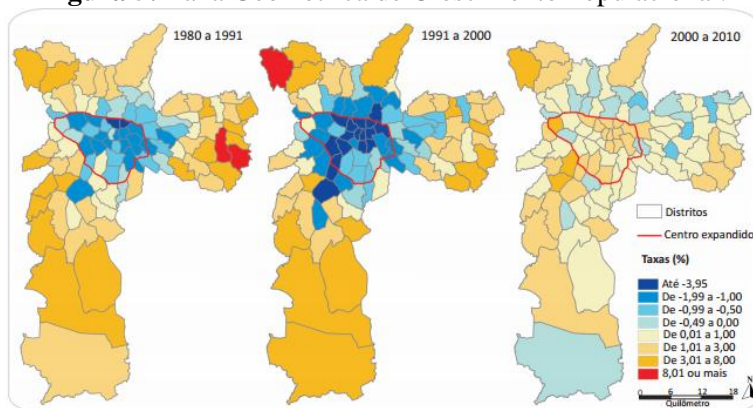 1980 a 1991
1991 a 2000
2000 a 2010
Distritos
Centro expandido
Taxas (%)
Até -3,95
De -1,99 a -1,00
De -0,99 a -0,50
De -0,49 a 0,00
De 0,01 a 1,00
De 1,01 a 3,00
De 3,01 a 8,00
8,01 ou mais
0 6 12 18
Quilômetro
N